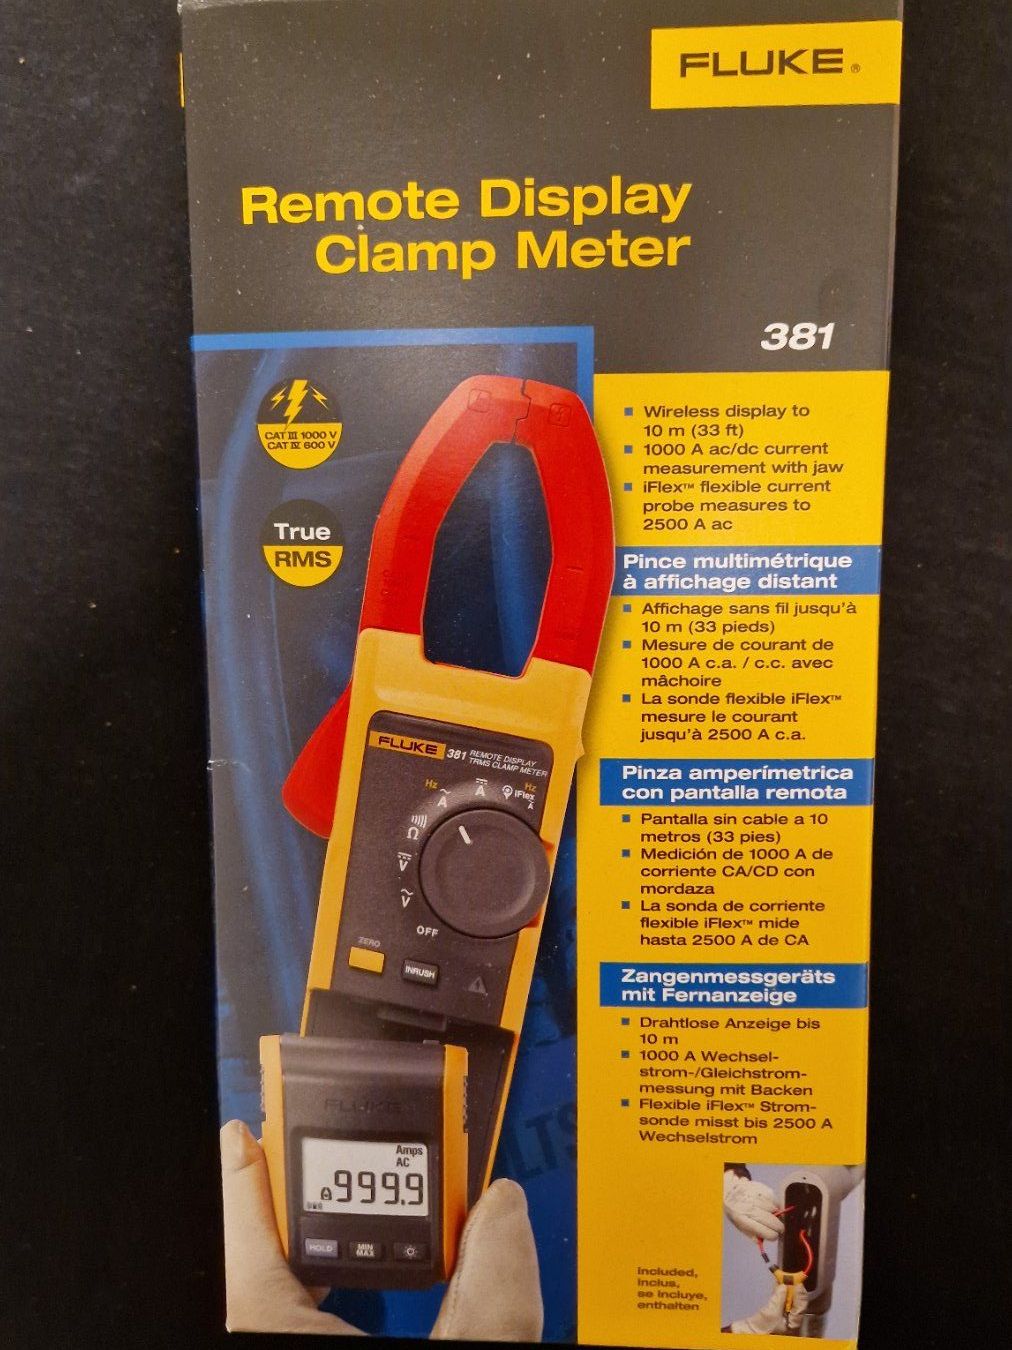 FLUKE®
Remote Display
Clamp Meter
381
CAT III 1000 V
CAT IV 600 V
True
RMS
▪ Wireless display to
10 m (33 ft)
▪ 1000 A ac/dc current
measurement with jaw
▪ iFlex™ flexible current
probe measures to
2500 A ac
Pince multimétrique
à affichage distant
▪ Affichage sans fil jusqu'à
10 m (33 pieds)
▪ Mesure de courant de
1000 A c.a. / c.c. avec
mâchoire
▪ La sonde flexible iFlex™
mesure le courant
jusqu'à 2500 A c.a.
Pinza amperímetrica
con pantalla remota
▪ Pantalla sin cable a 10
metros (33 pies)
▪ Medición de 1000 A de
corriente CA/CD con
mordaza
▪ La sonda de corriente
flexible iFlex™ mide
hasta 2500 A de CA
Zangenmessgeräts
mit Fernanzeige
▪ Drahtlose Anzeige bis
10 m
▪ 1000 A Wechsel-
strom-/Gleichstrom-
messung mit Backen
▪ Flexible iFlex™ Strom-
sonde misst bis 2500 A
Wechselstrom
Included,
inclus,
se incluye,
enthalten
FLUKE 381 REMOTE DISPLAY
TRMS CLAMP METER
Hz
A
A
Hz
iFlex
A
Ω
V
V
OFF
ZERO
INRUSH
FLUKE
Amps
AC
999.9
HOLD
MIN
MAX